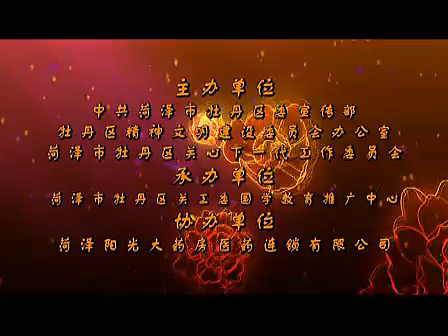 主办单位
中共菏泽市牡丹区委宣传部
牡丹区精神文明建设委员会办公室
菏泽市牡丹区关心下一代工作委员会
承办单位
菏泽市牡丹区关工委国学教育推广中心
协办单位
菏泽阳光大药房医药连锁有限公司